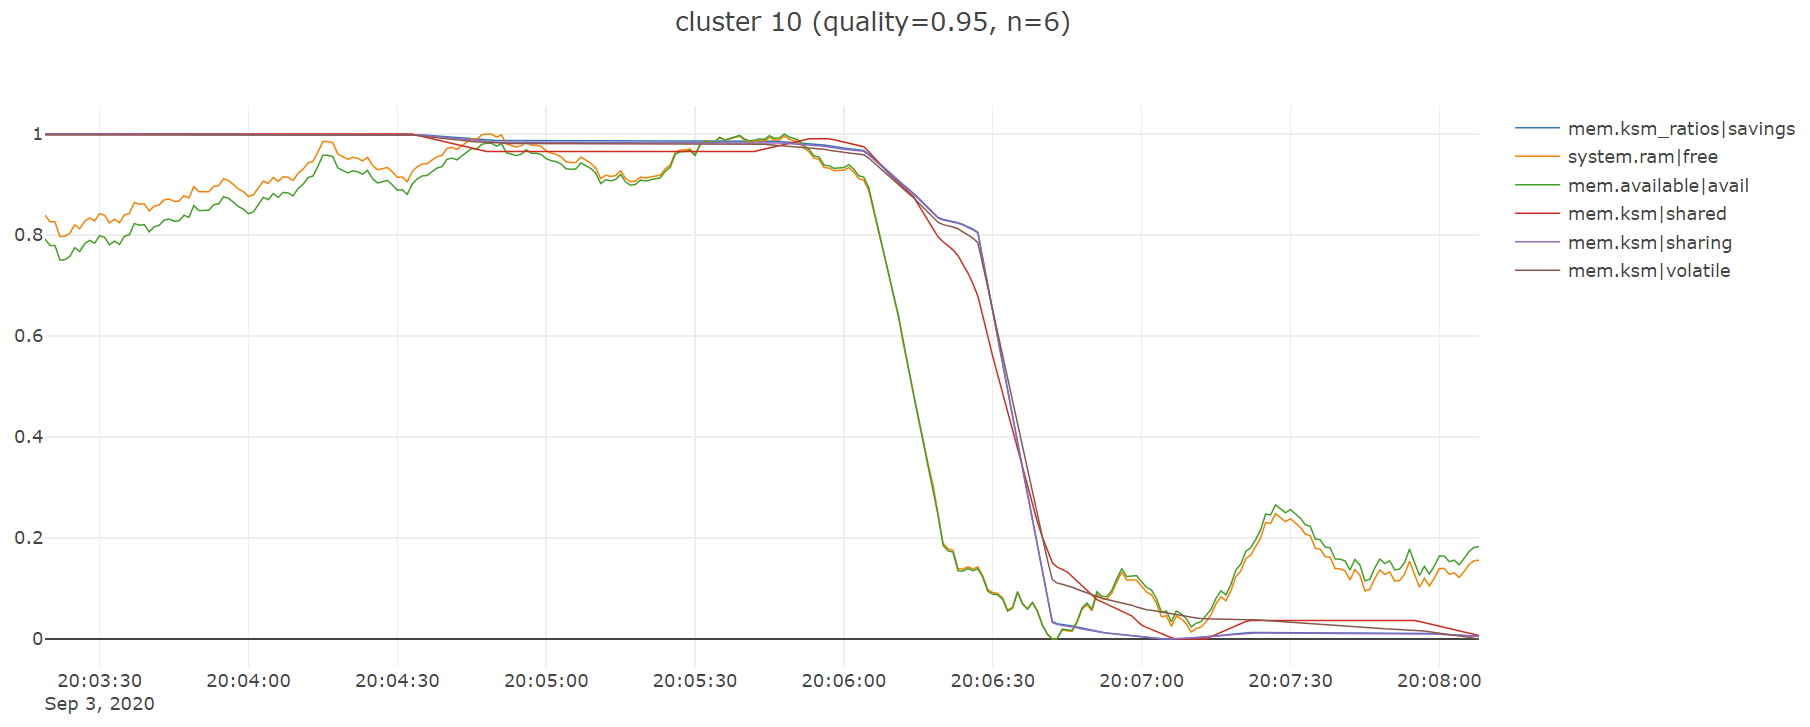 cluster 10 (quality=0.95, n=6)
1
0.8
0.6
0.4
0.2
0
20:03:30
Sep 3, 2020
20:04:00
20:04:30
20:05:00
20:05:30
20:06:00
20:06:30
20:07:00
20:07:30
20:08:00
mem.ksm_ratios|savings
system.ram|free
mem.available|avail
mem.ksm|shared
mem.ksm|sharing
mem.ksm|volatile